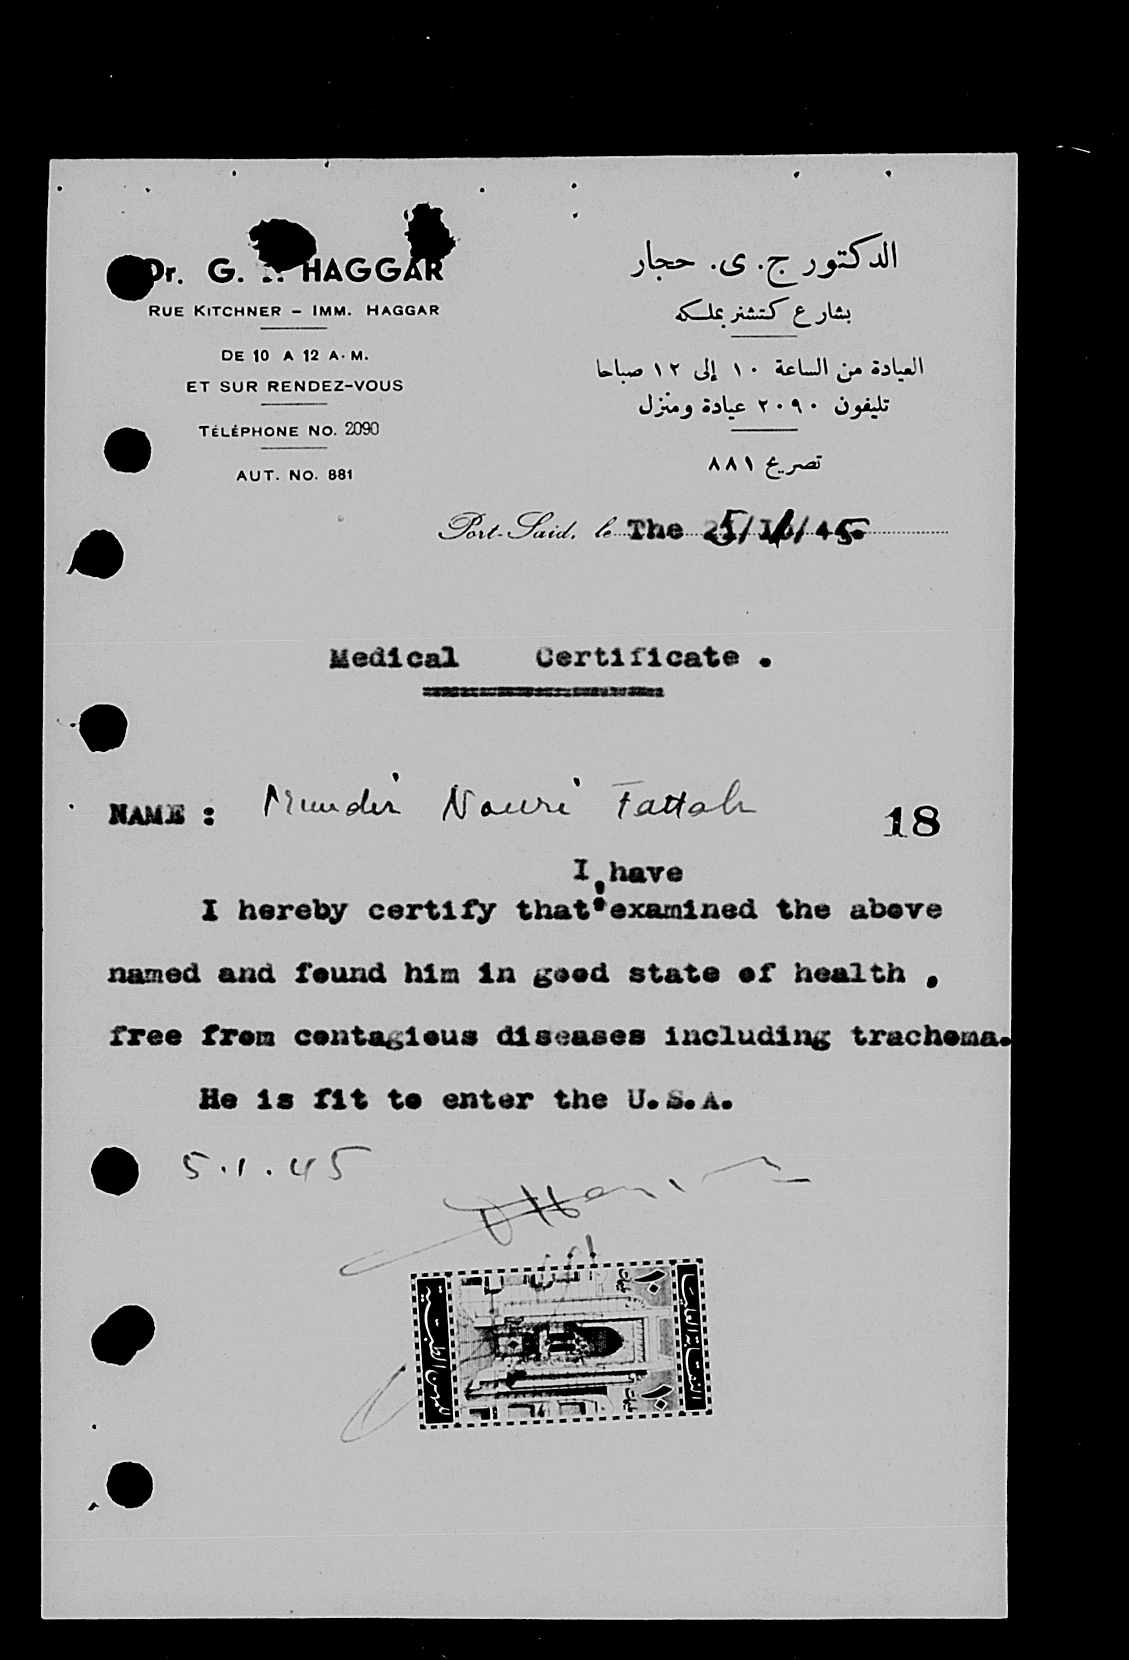 Dr. G. HAGGAR
RUE KITCHNER - IMM. HAGGAR
DE 10 A 12 A.M.
ET SUR RENDEZ-VOUS
TÉLÉPHONE NO. 2090
AUT. NO. 881
الدكتور ج. ى. حجار
بشارع كتشنر بملكه
العيادة من الساعة ١٠ إلى ١٢ صباحا
تليفون ٢٠٩٠ عيادة ومنزل
تصريح ٨٨١
Port-Said, le The 5/1/45
Medical Certificate .
NAME : Mundir Nouri Fattah
18
I have
I hereby certify that examined the above
named and found him in good state of health ,
free from contagious diseases including trachoma.
He is fit to enter the U.S.A.
5.1.45
١٠
١٠